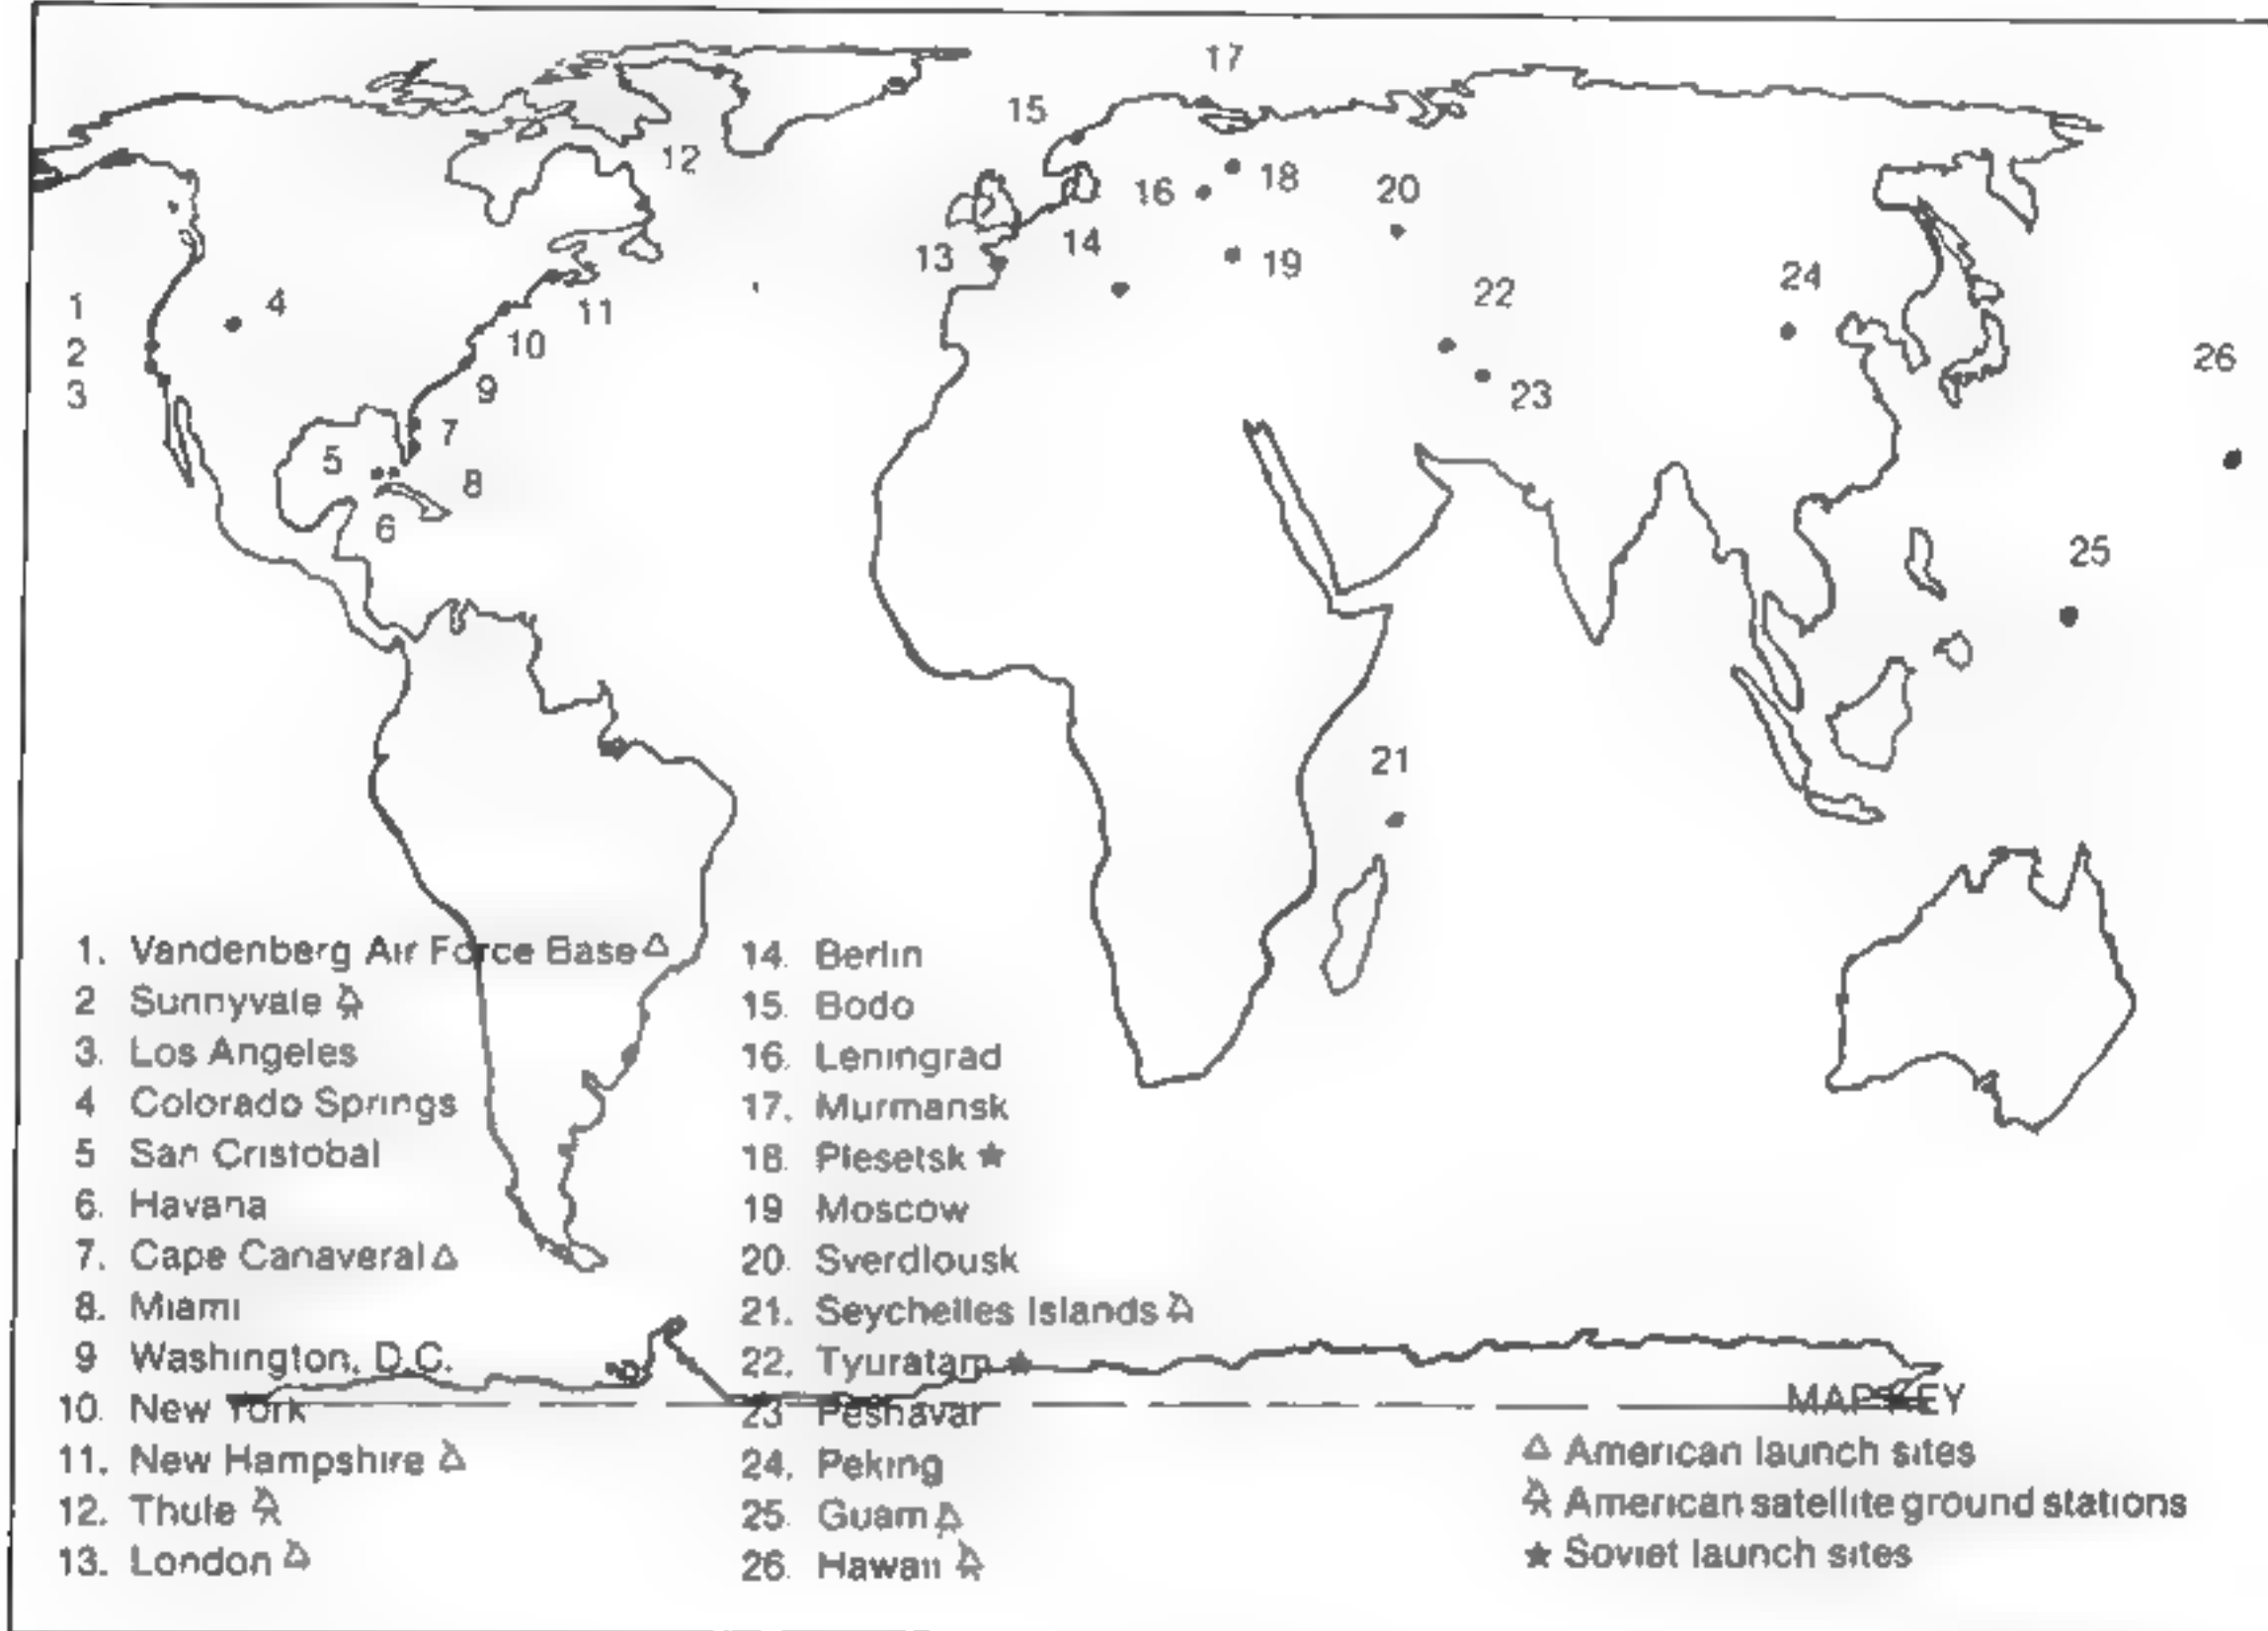 17
15
12
16
18
20
13
14
19
1
4
11
22
24
2
10
26
3
9
23
7
5
8
6
25
21
1. Vandenberg Air Force Base
2 Sunnyvale
3. Los Angeles
4 Colorado Springs
5 San Cristobal
6. Havana
7. Cape Canaveral
8. Miami
9 Washington, D.C.
10. New York
11. New Hampshire
12. Thule
13. London
14. Berlin
15. Bodo
16. Leningrad
17. Murmansk
18. Plesetsk ★
19 Moscow
20. Sverdlousk
21. Seychelles Islands
22. Tyuratam ★
23 Peshavar
24. Peking
25. Guam
26. Hawaii
MAP KEY
△ American launch sites
American satellite ground stations
★ Soviet launch sites